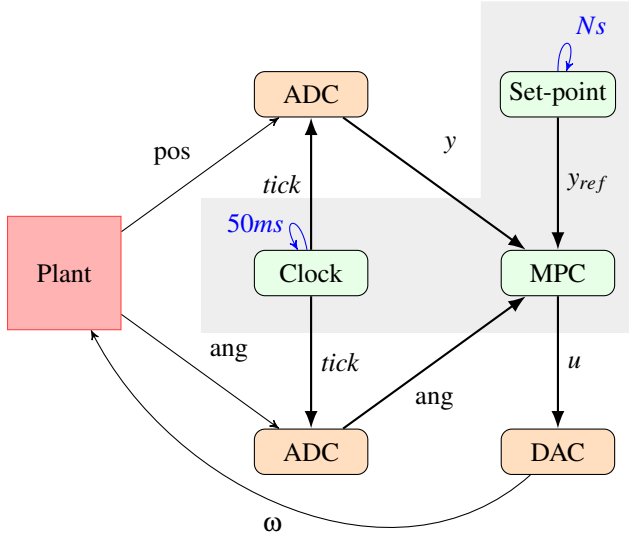 Ns
ADC
Set-point
pos
y
tick
y_ref
50ms
Plant
Clock
MPC
ang
tick
u
ang
ADC
DAC
ω